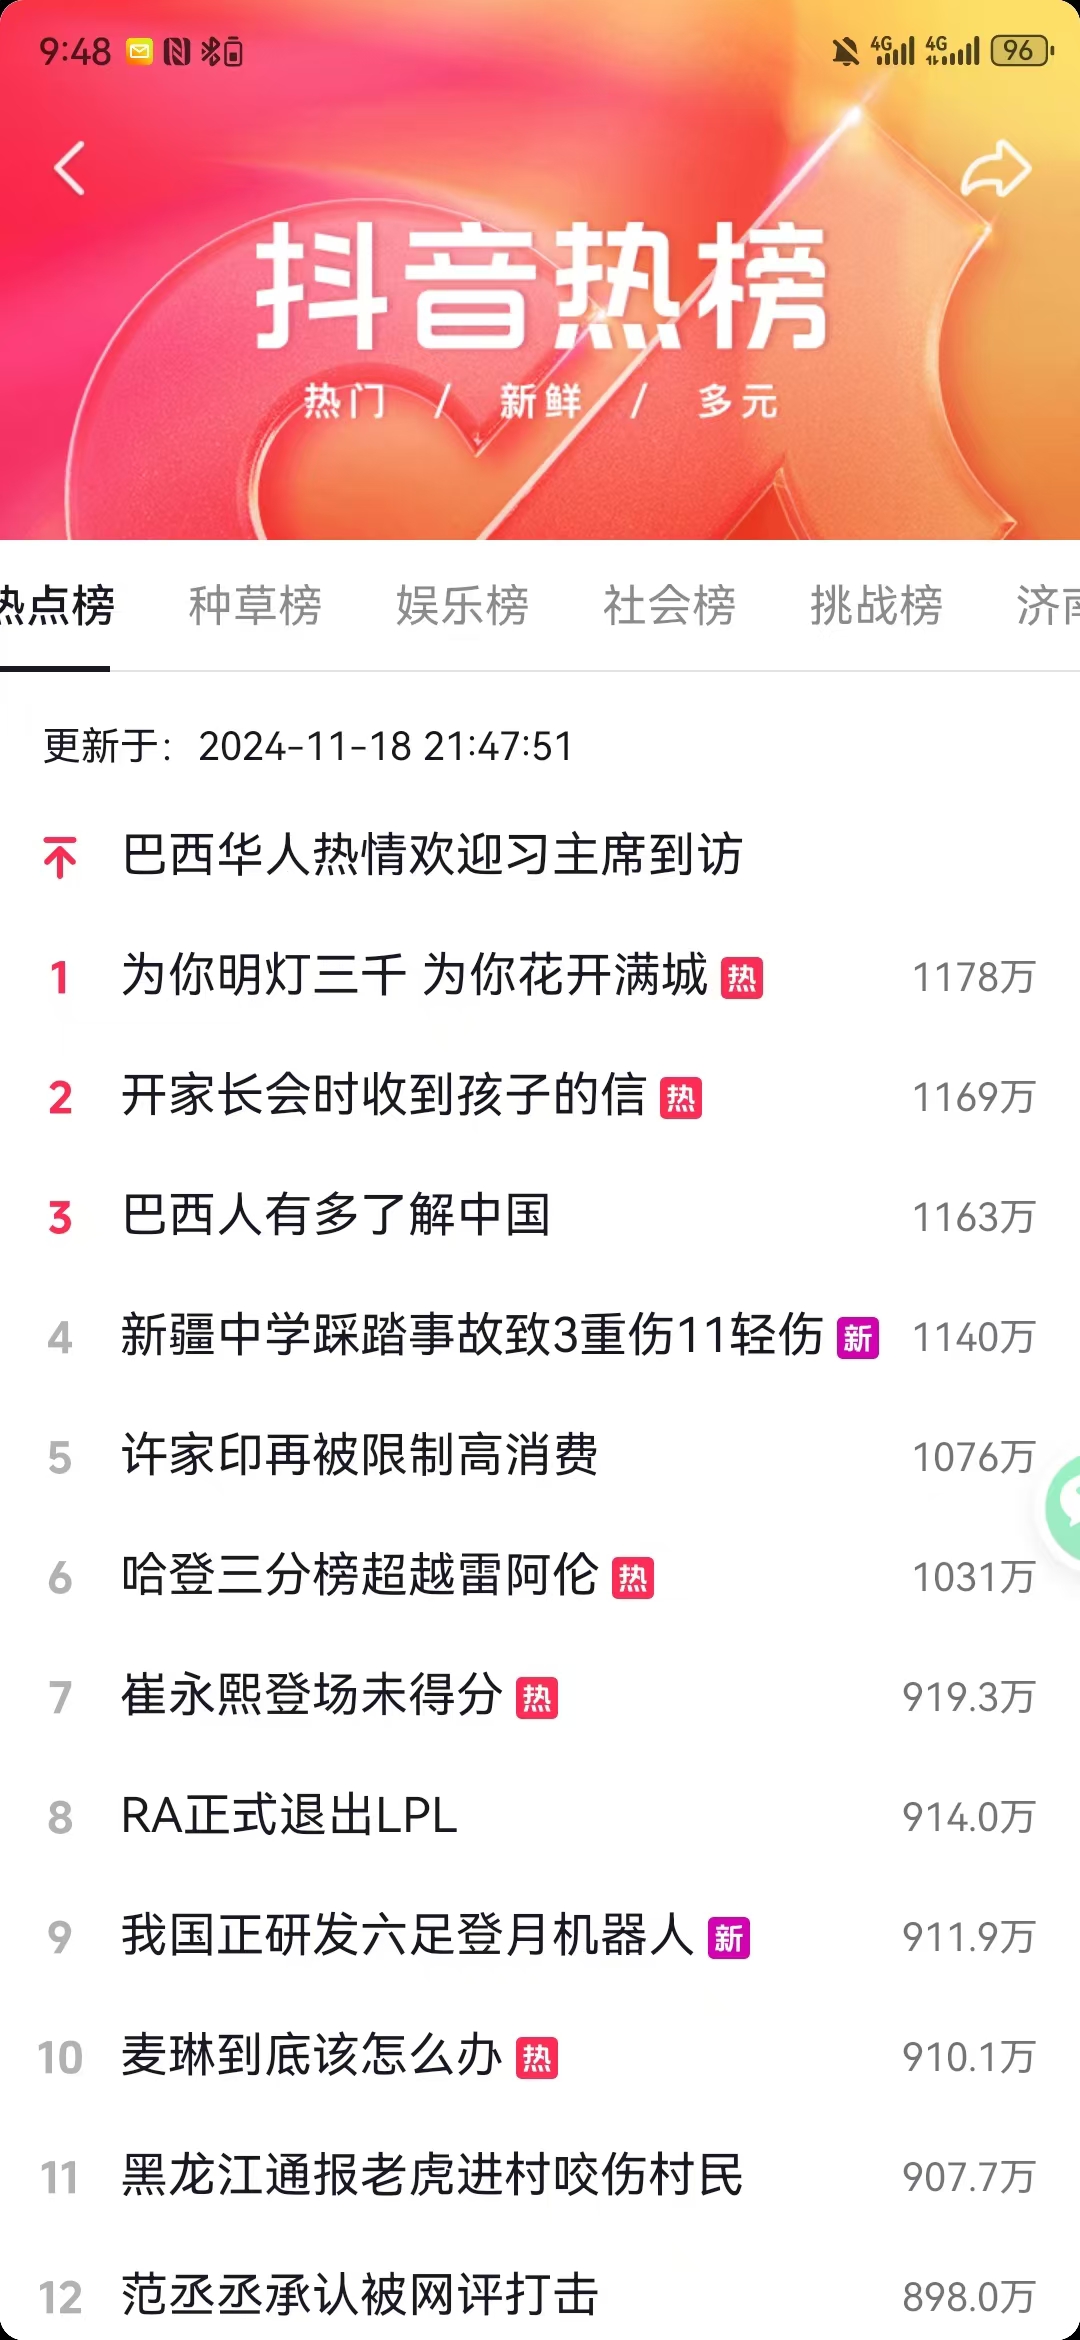 9:48 4G 4G 96
抖音热榜
热门 / 新鲜 / 多元
热点榜 种草榜 娱乐榜 社会榜 挑战榜 济南
更新于：2024-11-18 21:47:51
巴西华人热情欢迎习主席到访
1 为你明灯三千 为你花开满城 热 1178万
2 开家长会时收到孩子的信 热 1169万
3 巴西人有多了解中国 1163万
4 新疆中学踩踏事故致3重伤11轻伤 新 1140万
5 许家印再被限制高消费 1076万
6 哈登三分榜超越雷阿伦 热 1031万
7 崔永熙登场未得分 热 919.3万
8 RA正式退出LPL 914.0万
9 我国正研发六足登月机器人 新 911.9万
10 麦琳到底该怎么办 热 910.1万
11 黑龙江通报老虎进村咬伤村民 907.7万
12 范丞丞承认被网评打击 898.0万